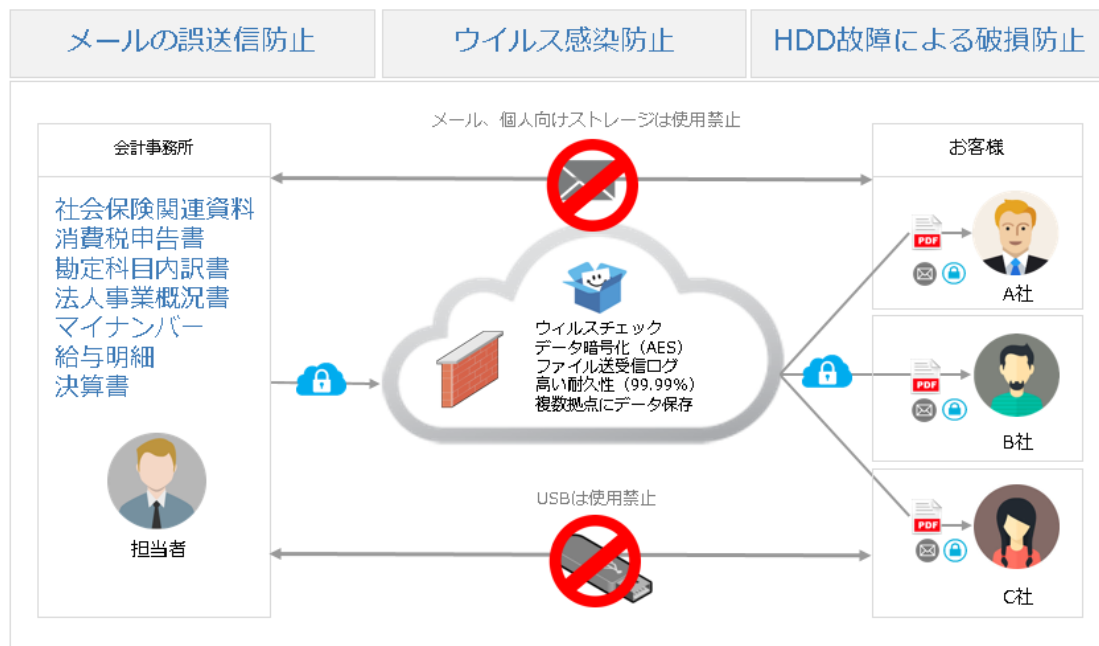 メールの誤送信防止
ウイルス感染防止
HDD故障による破損防止
メール、個人向けストレージは使用禁止
会計事務所
お客様
社会保険関連資料
消費税申告書
勘定科目内訳書
法人事業概況書
マイナンバー
給与明細
決算書
担当者
ウィルスチェック
データ暗号化（AES）
ファイル送受信ログ
高い耐久性（99.99%）
複数拠点にデータ保存
USBは使用禁止
PDF
A社
PDF
B社
PDF
C社